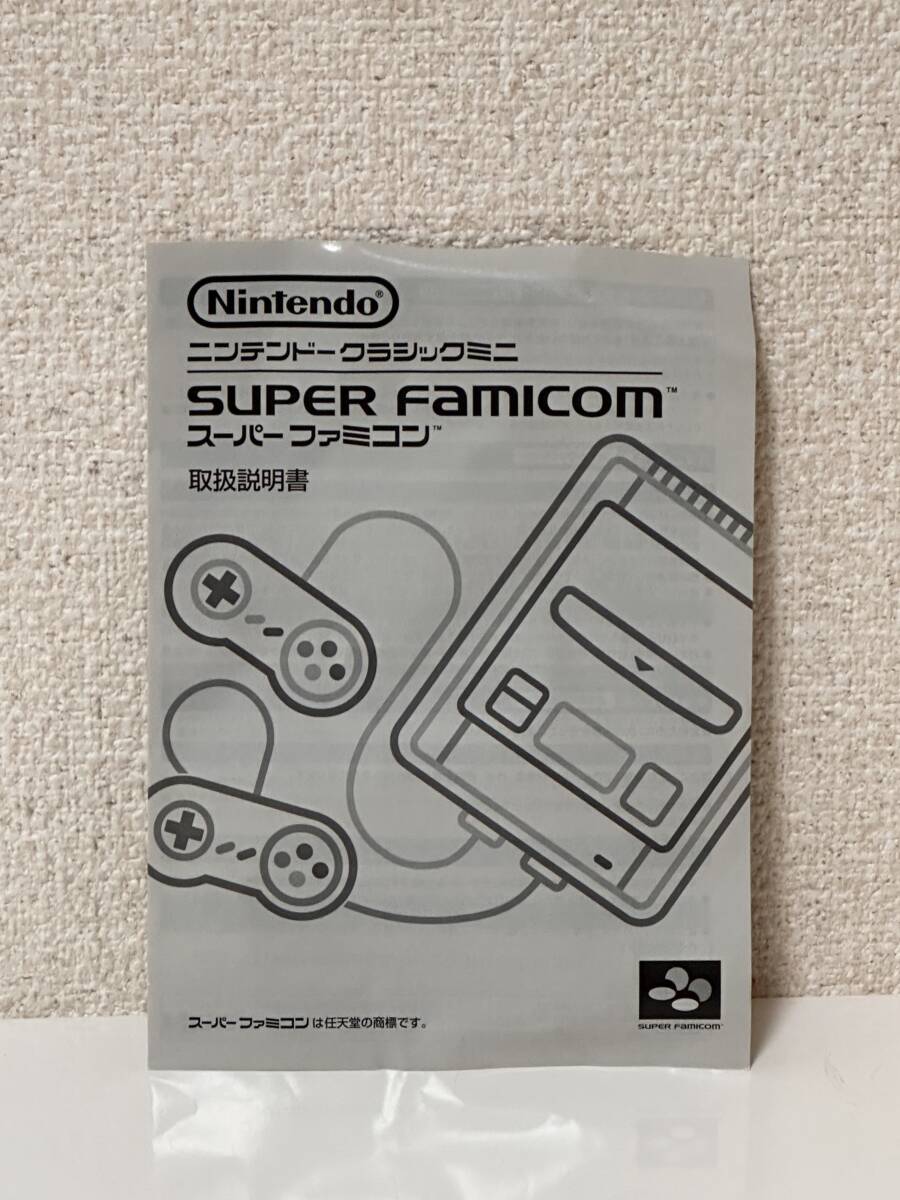 Nintendo®
ニンテンドークラシックミニ
SUPER FAMICOM™
スーパーファミコン™
取扱説明書
スーパーファミコンは任天堂の商標です。
SUPER FAMICOM™